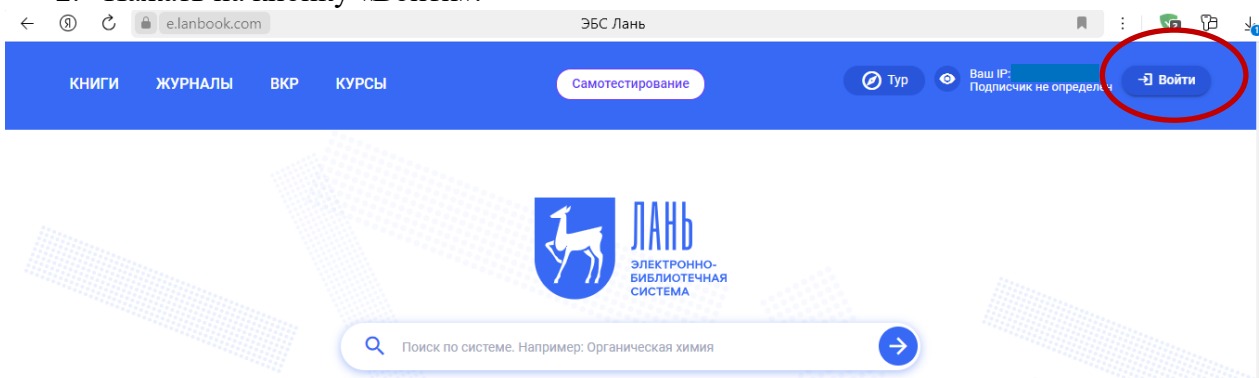 e.lanbook.com ЭБС Лань
КНИГИ ЖУРНАЛЫ ВКР КУРСЫ Самотестирование Тур Ваш IP: Войти
Подписчик не определен
ЛАНЬ
ЭЛЕКТРОННО-
БИБЛИОТЕЧНАЯ
СИСТЕМА
Поиск по системе. Например: Органическая химия